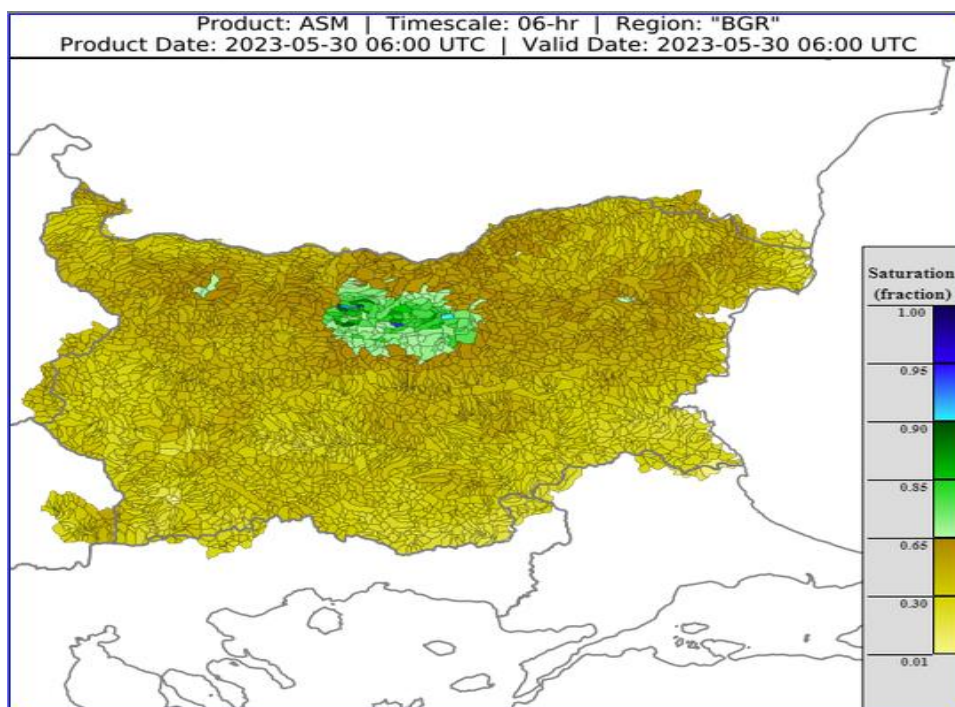 Product: ASM | Timescale: 06-hr | Region: "BGR"
Product Date: 2023-05-30 06:00 UTC | Valid Date: 2023-05-30 06:00 UTC
Saturation
(fraction)
1.00
0.95
0.90
0.85
0.65
0.30
0.01